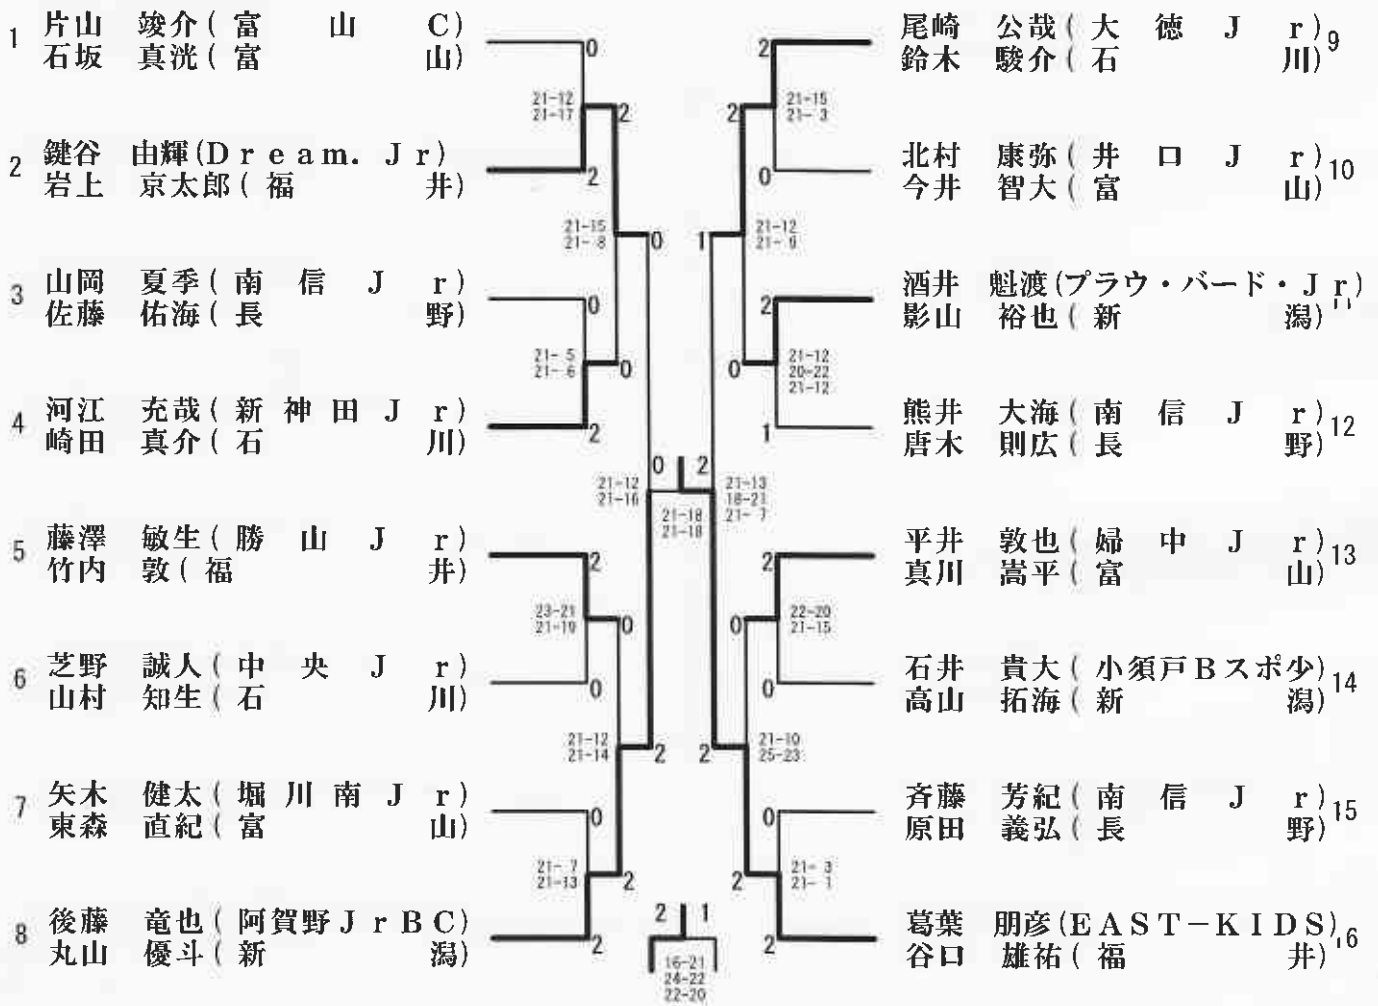 1 片山 竣介(富山C)
石坂 真洸(富山)
2 鍵谷 由輝(Dream. Jr)
岩上 京太郎(福井)
3 山岡 夏季(南信Jr)
佐藤 佑海(長野)
4 河江 充哉(新神田Jr)
崎田 真介(石川)
5 藤澤 敏生(勝山Jr)
竹内 敦(福井)
6 芝野 誠人(中央Jr)
山村 知生(石川)
7 矢木 健太(堀川南Jr)
東森 直紀(富山)
8 後藤 竜也(阿賀野JrBC)
丸山 優斗(新潟)
0
21-12
21-17
2
2
21-15
21-8
0
0
21-5
21-6
0
2
21-12
21-16
0
2
23-21
21-19
0
0
21-12
21-14
2
0
21-7
21-13
2
2
21-18
21-18
2 1
16-21
24-22
22-20
2
2
21-15
21-3
0
1
21-12
21-9
2
0
21-12
20-22
21-12
1
2
21-13
18-21
21-7
2
0
22-20
21-15
0
2
21-10
25-23
0
2
21-3
21-1
2
尾崎 公哉(大徳Jr) 9
鈴木 駿介(石川)
北村 康弥(井口Jr) 10
今井 智大(富山)
酒井 魁渡(プラウ・バード・Jr) 11
影山 裕也(新潟)
熊井 大海(南信Jr) 12
唐木 則広(長野)
平井 敦也(婦中Jr) 13
真川 嵩平(富山)
石井 貴大(小須戸Bスポ少) 14
高山 拓海(新潟)
斉藤 芳紀(南信Jr) 15
原田 義弘(長野)
葛葉 朋彦(EAST-KIDS) 16
谷口 雄祐(福井)